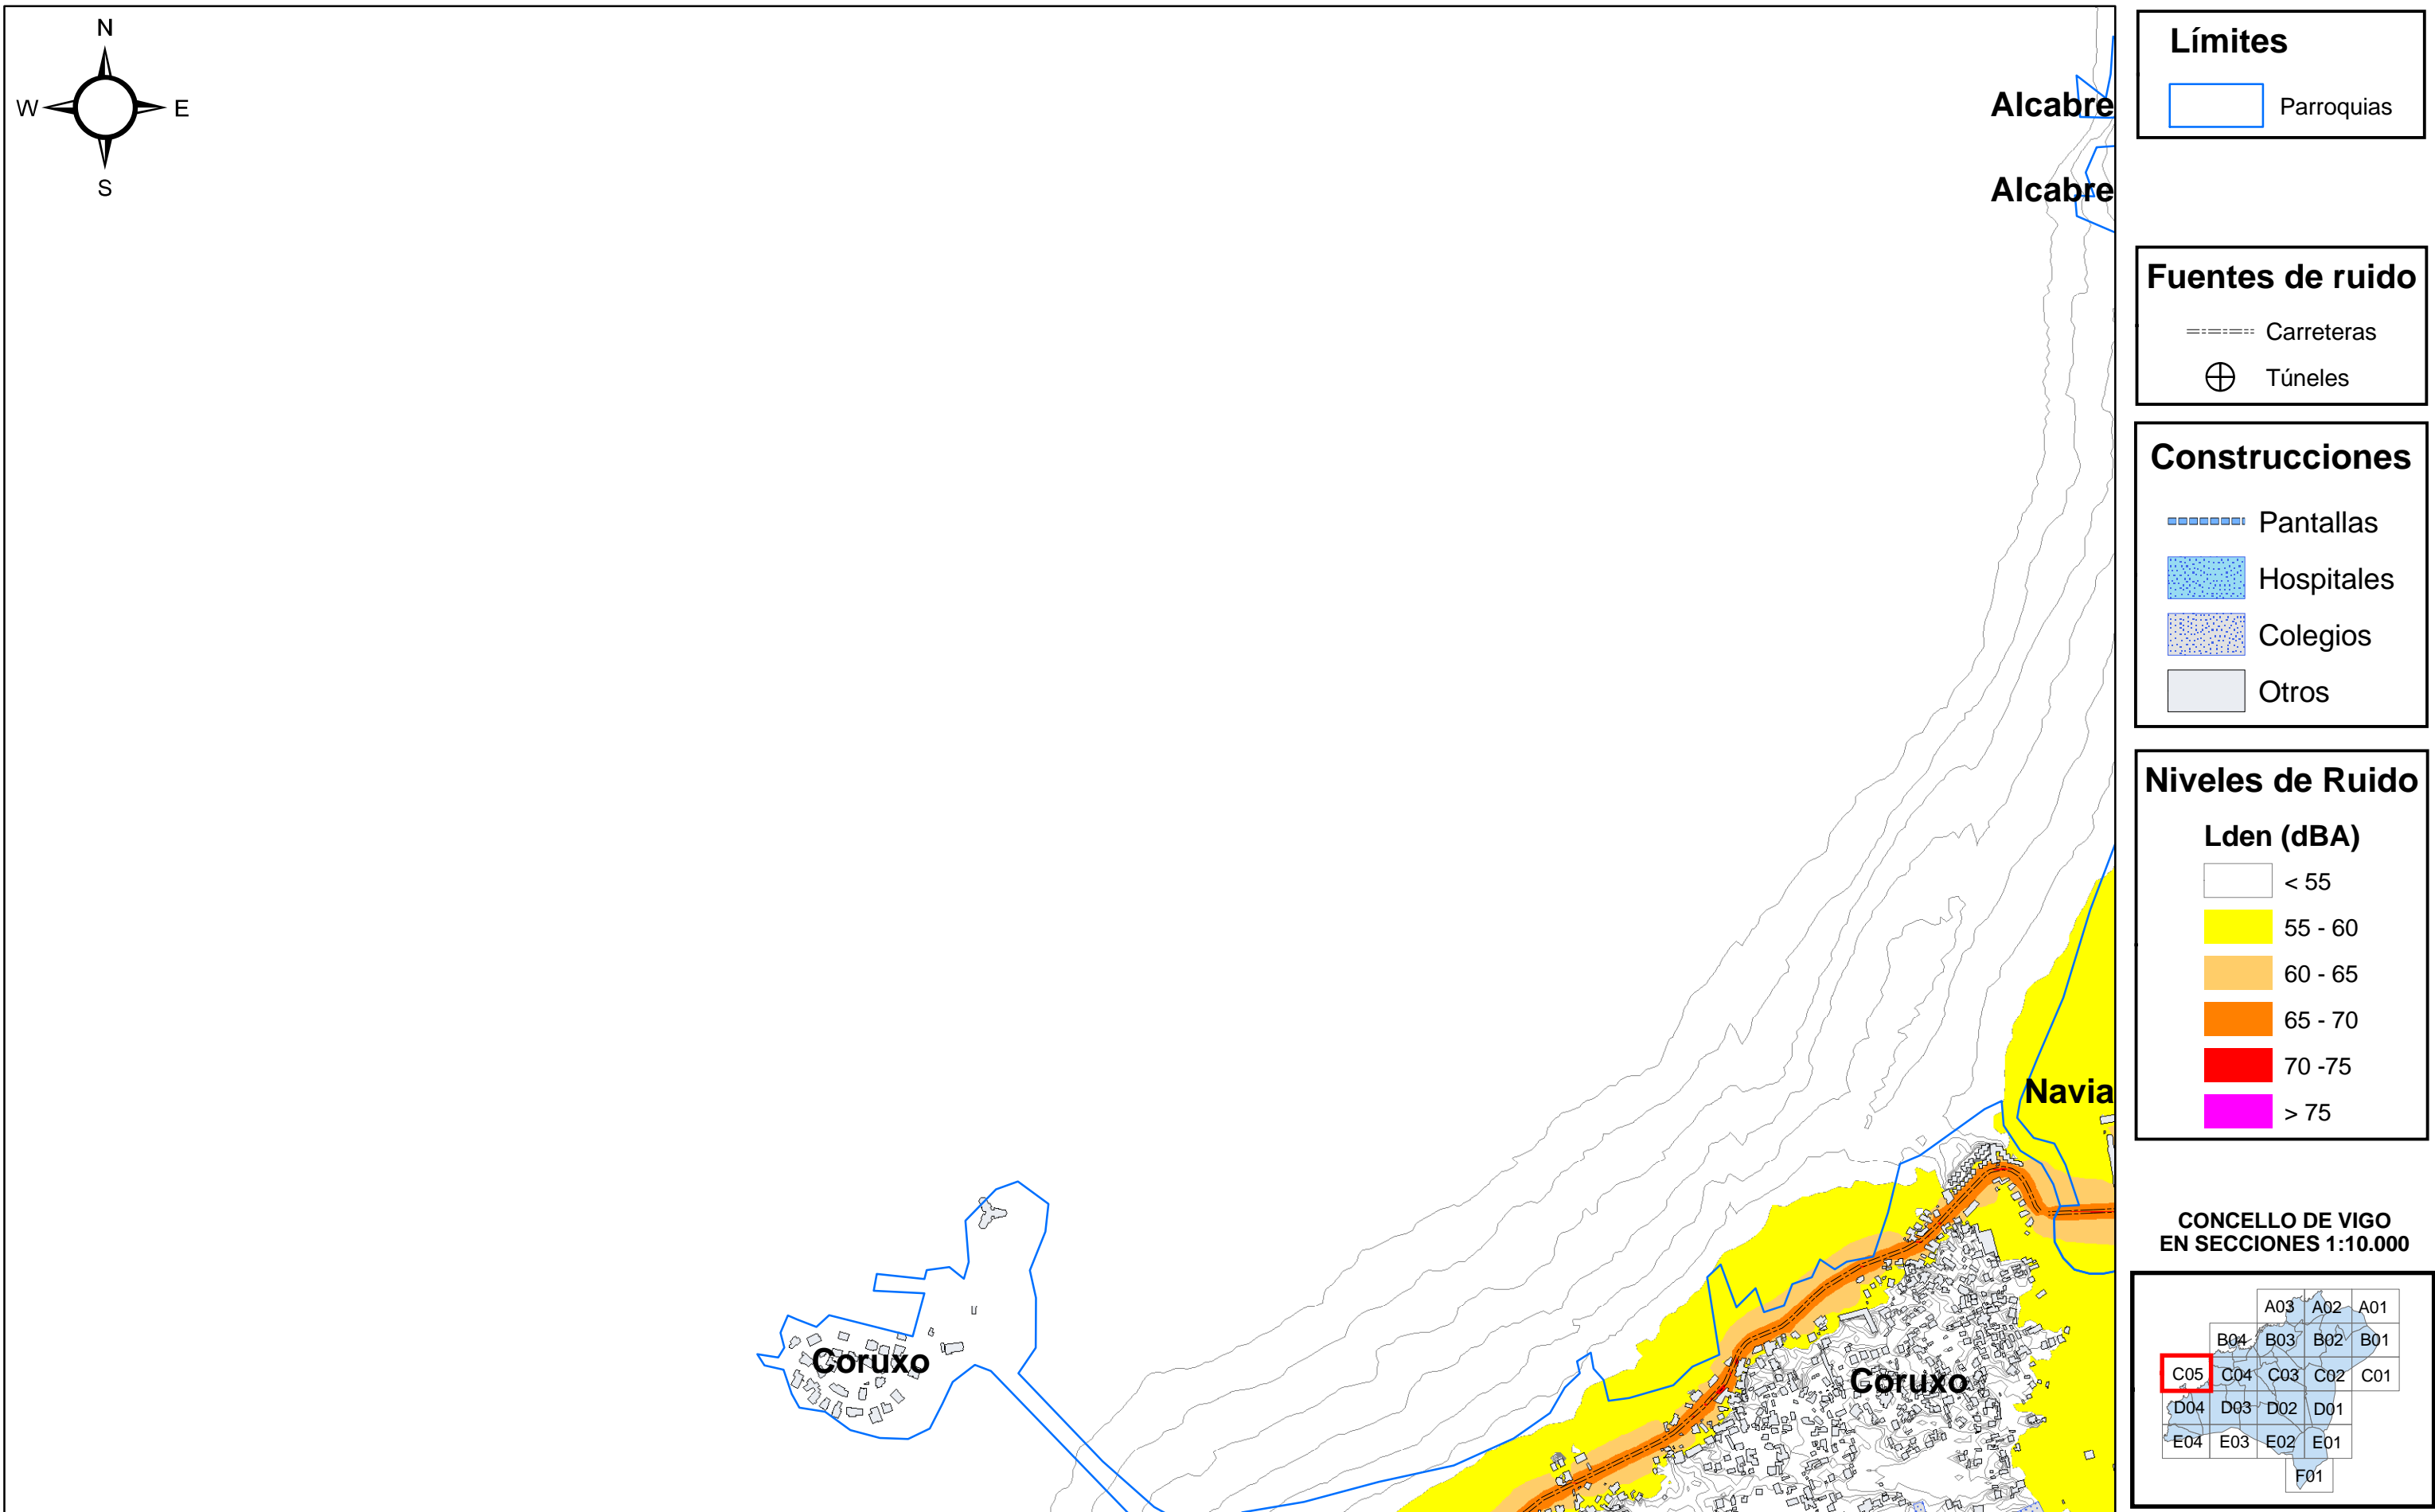 N
W
E
S
Alcabre
Alcabre
Navia
Coruxo
Coruxo
Límites
Parroquias
Fuentes de ruido
Carreteras
Túneles
Construcciones
Pantallas
Hospitales
Colegios
Otros
Niveles de Ruido
Lden (dBA)
< 55
55 - 60
60 - 65
65 - 70
70 -75
> 75
CONCELLO DE VIGO
EN SECCIONES 1:10.000
A03 A02 A01
B04 B03 B02 B01
C05 C04 C03 C02 C01
D04 D03 D02 D01
E04 E03 E02 E01
F01